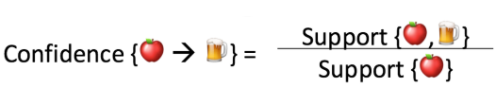 Confidence {🍎 → 🍺} =
Support {🍎, 🍺}
Support {🍎}